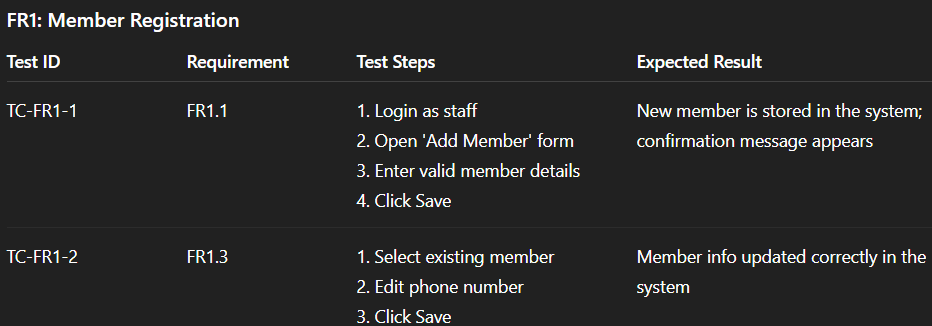 FR1: Member Registration
Test ID Requirement Test Steps Expected Result
TC-FR1-1 FR1.1 1. Login as staff New member is stored in the system;
2. Open 'Add Member' form confirmation message appears
3. Enter valid member details
4. Click Save
TC-FR1-2 FR1.3 1. Select existing member Member info updated correctly in the
2. Edit phone number system
3. Click Save